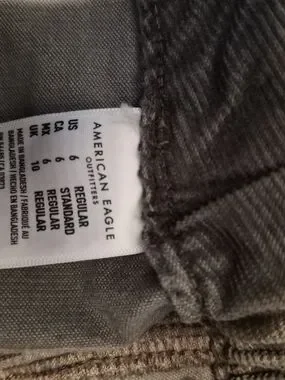 AMERICAN EAGLE
OUTFITTERS
US 6 REGULAR
CA 6 STANDARD
MX 6 REGULAR
UK 10 REGULAR
MADE IN BANGLADESH / FABRIQUÉ AU
BANGLADESH / HECHO EN BANGLADESH